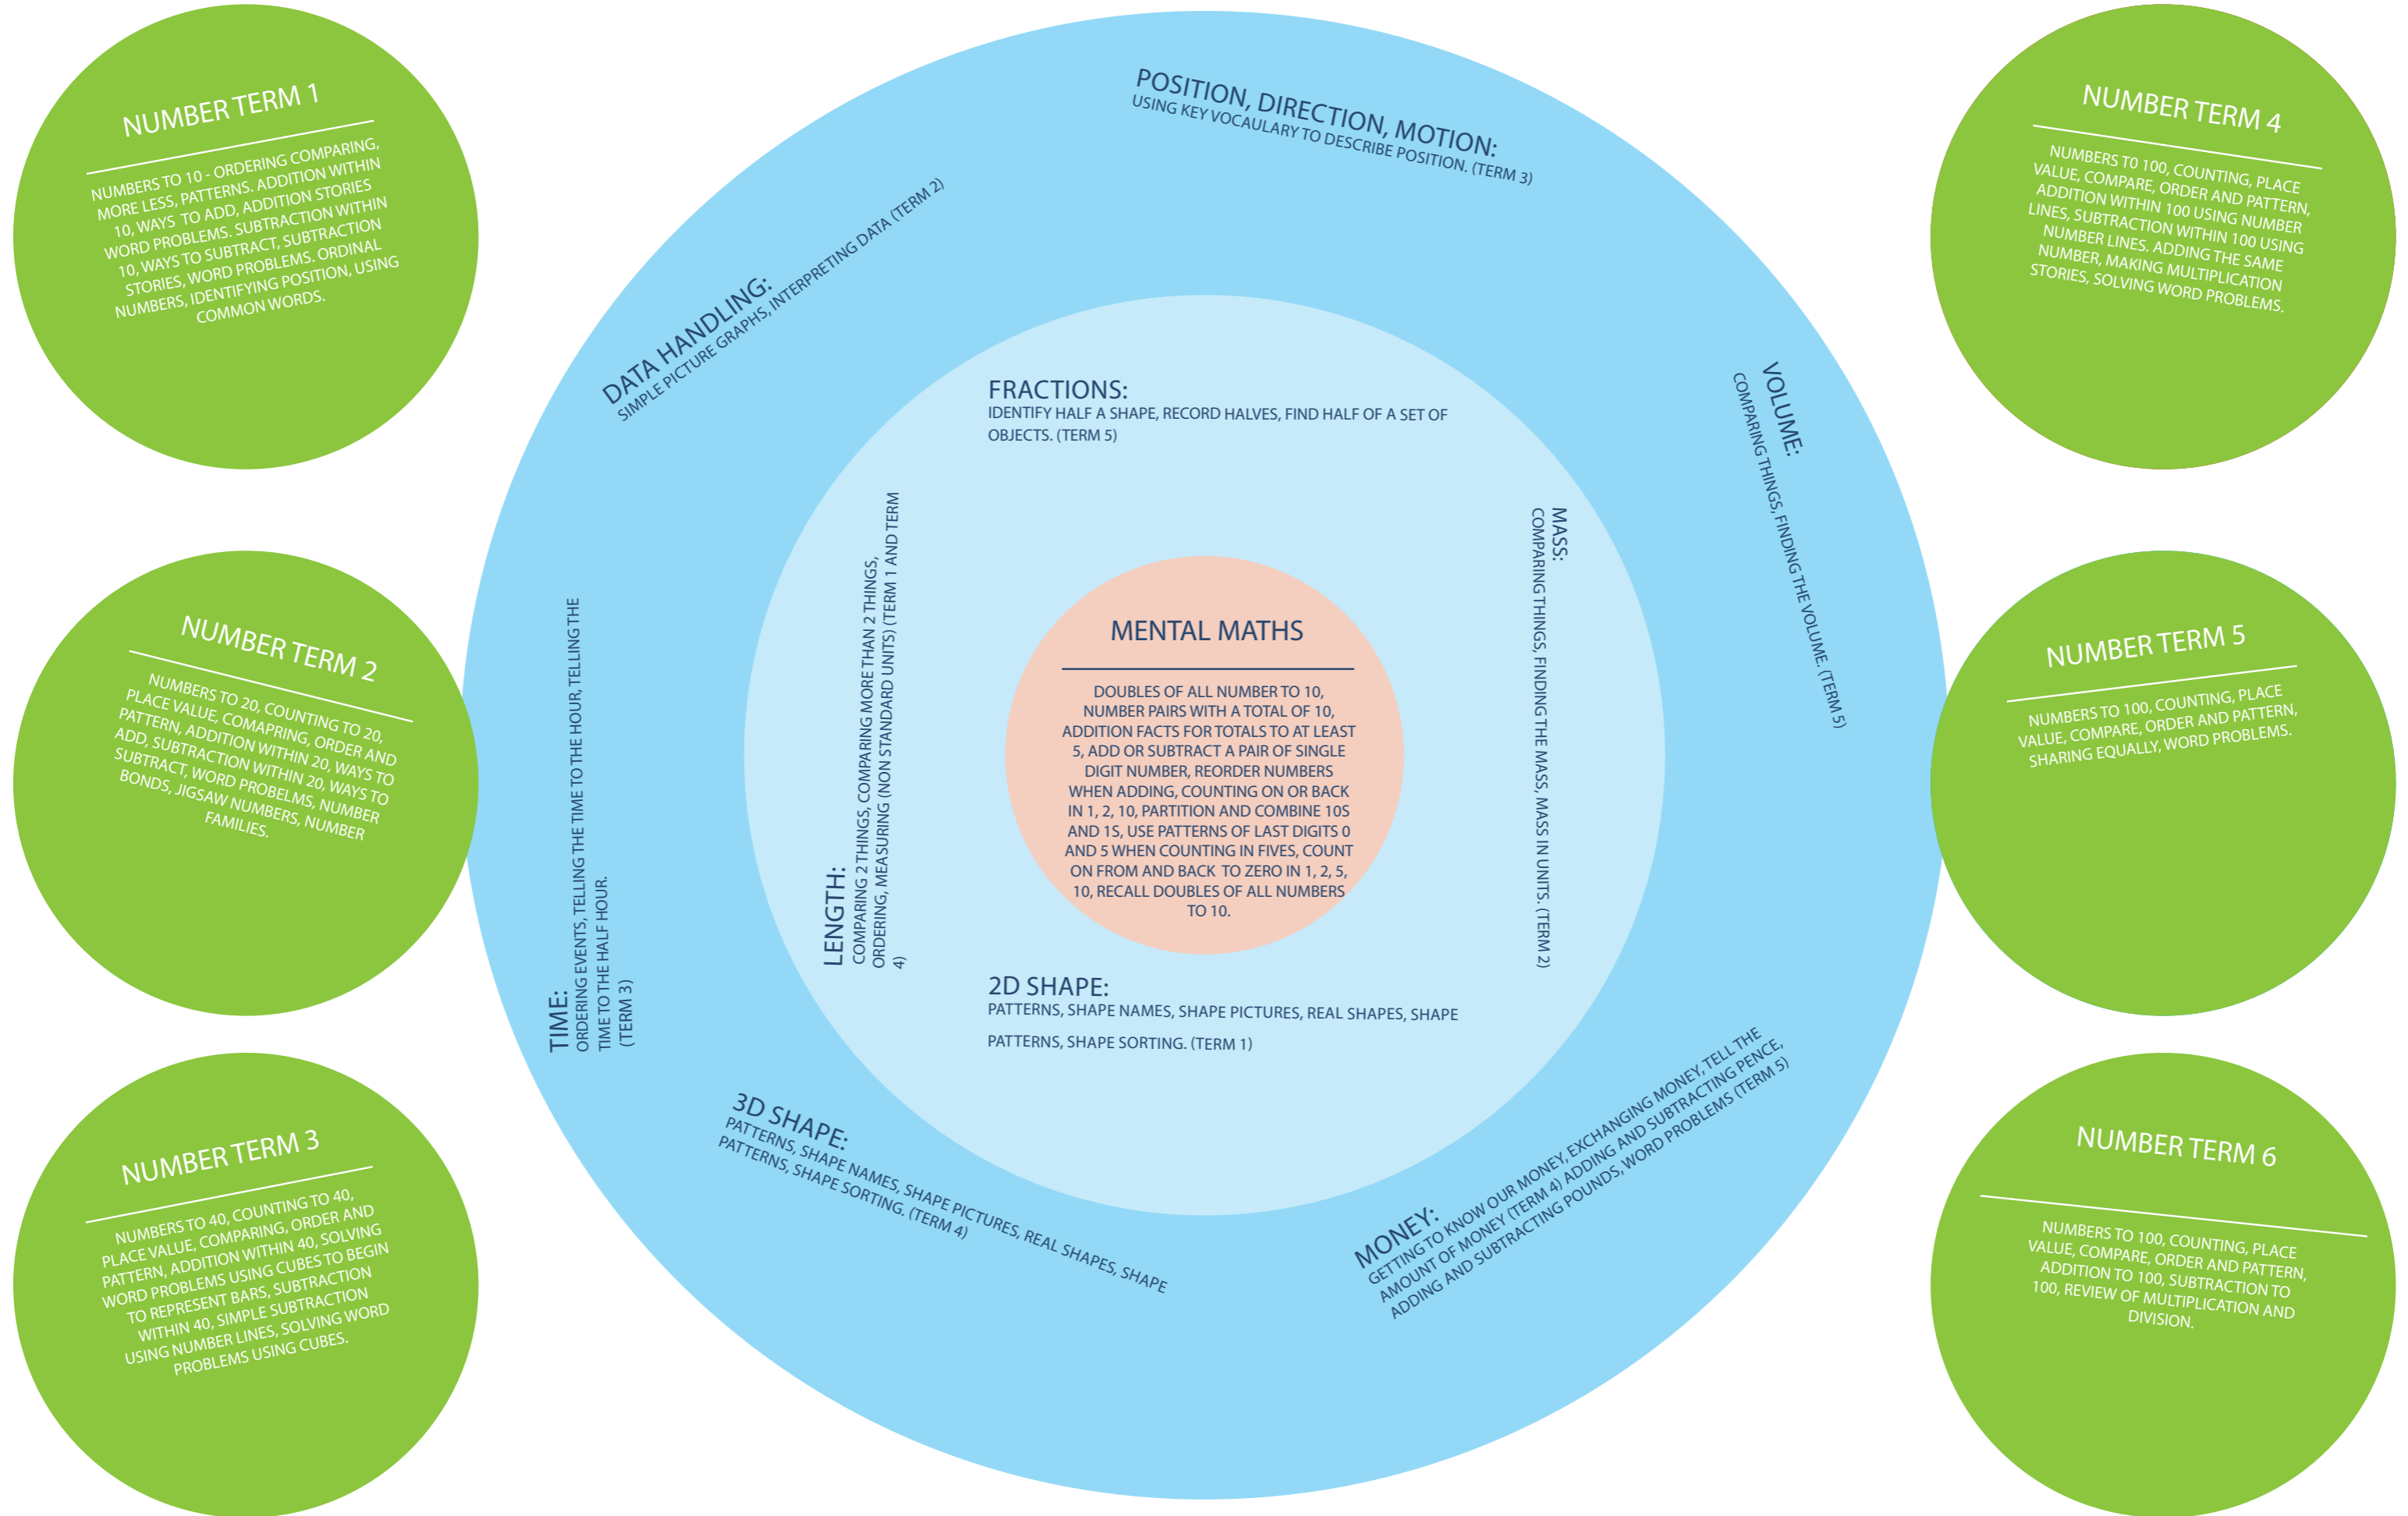 NUMBER TERM 1
NUMBERS TO 10 - ORDERING COMPARING,
MORE LESS, PATTERNS. ADDITION WITHIN
10, WAYS TO ADD, ADDITION STORIES
WORD PROBLEMS. SUBTRACTION WITHIN
10, WAYS TO SUBTRACT, SUBTRACTION
STORIES, WORD PROBLEMS. ORDINAL
NUMBERS, IDENTIFYING POSITION, USING
COMMON WORDS.
NUMBER TERM 2
NUMBERS TO 20, COUNTING TO 20,
PLACE VALUE, COMAPRING, ORDER AND
PATTERN, ADDITION WITHIN 20, WAYS TO
ADD, SUBTRACTION WITHIN 20, WAYS TO
SUBTRACT, WORD PROBELMS, NUMBER
BONDS, JIGSAW NUMBERS, NUMBER
FAMILIES.
NUMBER TERM 3
NUMBERS TO 40, COUNTING TO 40,
PLACE VALUE, COMPARING, ORDER AND
PATTERN, ADDITION WITHIN 40, SOLVING
WORD PROBLEMS USING CUBES TO BEGIN
TO REPRESENT BARS, SUBTRACTION
WITHIN 40, SIMPLE SUBTRACTION
USING NUMBER LINES, SOLVING WORD
PROBLEMS USING CUBES.
POSITION, DIRECTION, MOTION:
USING KEY VOCAULARY TO DESCRIBE POSITION. (TERM 3)
DATA HANDLING:
SIMPLE PICTURE GRAPHS, INTERPRETING DATA (TERM 2)
TIME:
ORDERING EVENTS, TELLING THE TIME TO THE HOUR, TELLING THE
TIME TO THE HALF HOUR.
(TERM 3)
3D SHAPE:
PATTERNS, SHAPE NAMES, SHAPE PICTURES, REAL SHAPES, SHAPE
PATTERNS, SHAPE SORTING. (TERM 4)
FRACTIONS:
IDENTIFY HALF A SHAPE, RECORD HALVES, FIND HALF OF A SET OF
OBJECTS. (TERM 5)
LENGTH:
COMPARING 2 THINGS, COMPARING MORE THAN 2 THINGS,
ORDERING, MEASURING (NON STANDARD UNITS) (TERM 1 AND TERM
4)
MENTAL MATHS
DOUBLES OF ALL NUMBER TO 10,
NUMBER PAIRS WITH A TOTAL OF 10,
ADDITION FACTS FOR TOTALS TO AT LEAST
5, ADD OR SUBTRACT A PAIR OF SINGLE
DIGIT NUMBER, REORDER NUMBERS
WHEN ADDING, COUNTING ON OR BACK
IN 1, 2, 10, PARTITION AND COMBINE 10S
AND 1S, USE PATTERNS OF LAST DIGITS 0
AND 5 WHEN COUNTING IN FIVES, COUNT
ON FROM AND BACK TO ZERO IN 1, 2, 5,
10, RECALL DOUBLES OF ALL NUMBERS
TO 10.
2D SHAPE:
PATTERNS, SHAPE NAMES, SHAPE PICTURES, REAL SHAPES, SHAPE
PATTERNS, SHAPE SORTING. (TERM 1)
MASS:
COMPARING THINGS, FINDING THE MASS, MASS IN UNITS. (TERM 2)
VOLUME:
COMPARING THINGS, FINDING THE VOLUME. (TERM 5)
MONEY:
GETTING TO KNOW OUR MONEY, EXCHANGING MONEY, TELL THE
AMOUNT OF MONEY (TERM 4) ADDING AND SUBTRACTING PENCE,
ADDING AND SUBTRACTING POUNDS, WORD PROBLEMS (TERM 5)
NUMBER TERM 4
NUMBERS T0 100, COUNTING, PLACE
VALUE, COMPARE, ORDER AND PATTERN,
ADDITION WITHIN 100 USING NUMBER
LINES, SUBTRACTION WITHIN 100 USING
NUMBER LINES. ADDING THE SAME
NUMBER, MAKING MULTIPLICATION
STORIES, SOLVING WORD PROBLEMS.
NUMBER TERM 5
NUMBERS TO 100, COUNTING, PLACE
VALUE, COMPARE, ORDER AND PATTERN,
SHARING EQUALLY, WORD PROBLEMS.
NUMBER TERM 6
NUMBERS TO 100, COUNTING, PLACE
VALUE, COMPARE, ORDER AND PATTERN,
ADDITION TO 100, SUBTRACTION TO
100, REVIEW OF MULTIPLICATION AND
DIVISION.